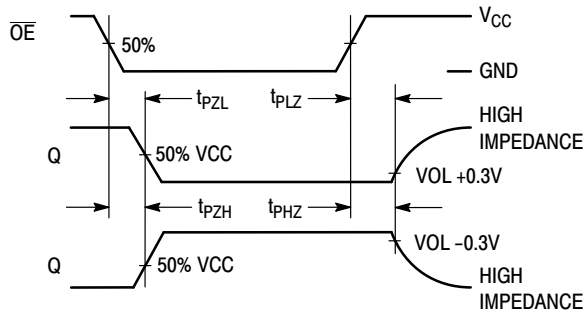 OE
50%
VCC
GND
tPZL
tPLZ
HIGH
IMPEDANCE
Q
50% VCC
VOL +0.3V
tPZH
tPHZ
VOL –0.3V
Q
50% VCC
HIGH
IMPEDANCE